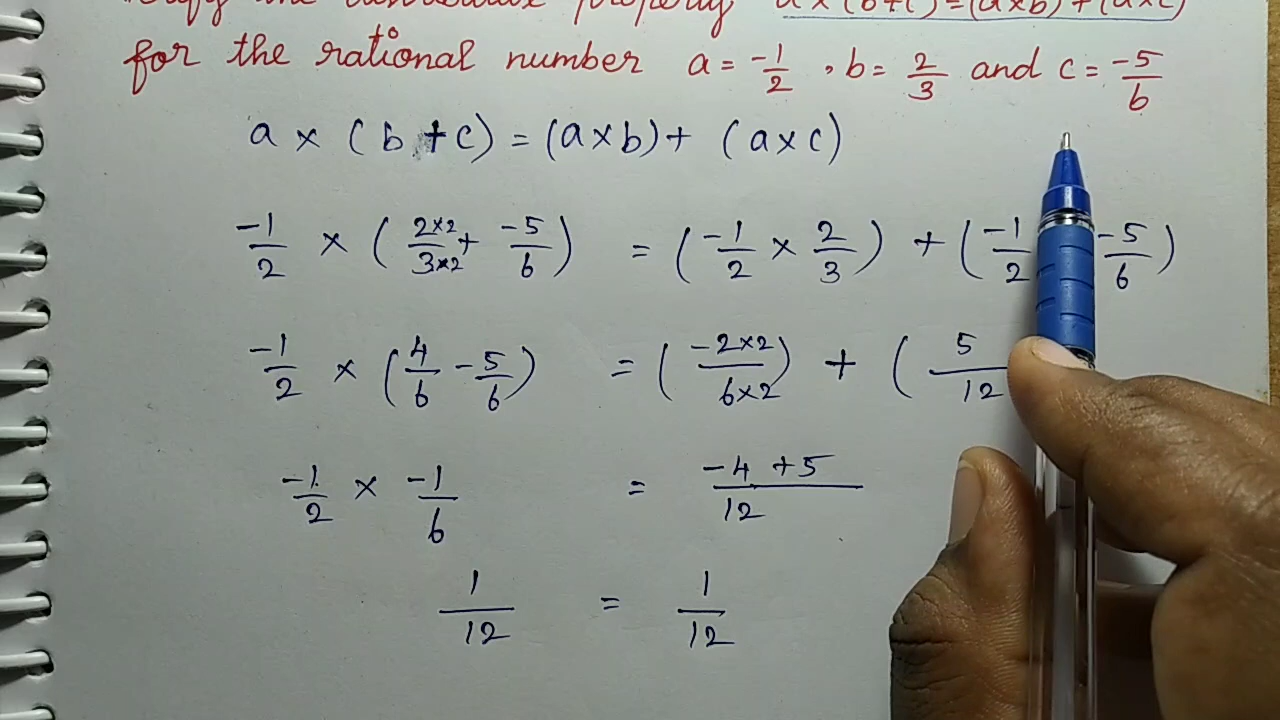 the property a × (b+c) = (a×b) + (a×c)
for the rational number a = -1/2 , b = 2/3 and c = -5/6
a × (b + c) = (a×b) + (a×c)
-1/2 × (2×2/3×2 + -5/6) = (-1/2 × 2/3) + (-1/2 -5/6)
-1/2 × (4/6 - 5/6) = (-2×2/6×2) + (5/12
-1/2 × -1/6 = -4+5/12
1/12 = 1/12